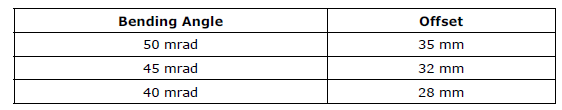 Bending Angle Offset
50 mrad 35 mm
45 mrad 32 mm
40 mrad 28 mm